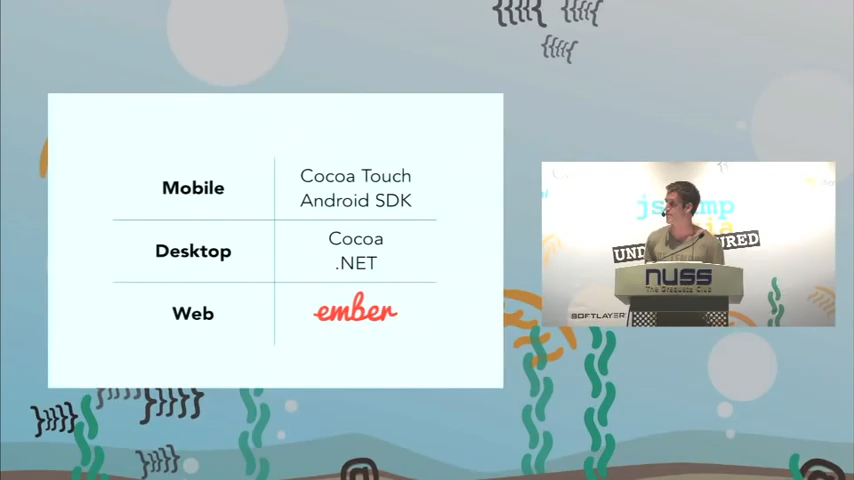 Mobile
Cocoa Touch
Android SDK
Desktop
Cocoa
.NET
Web
ember
NUSS
The Graduate Club
SOFTLAYER